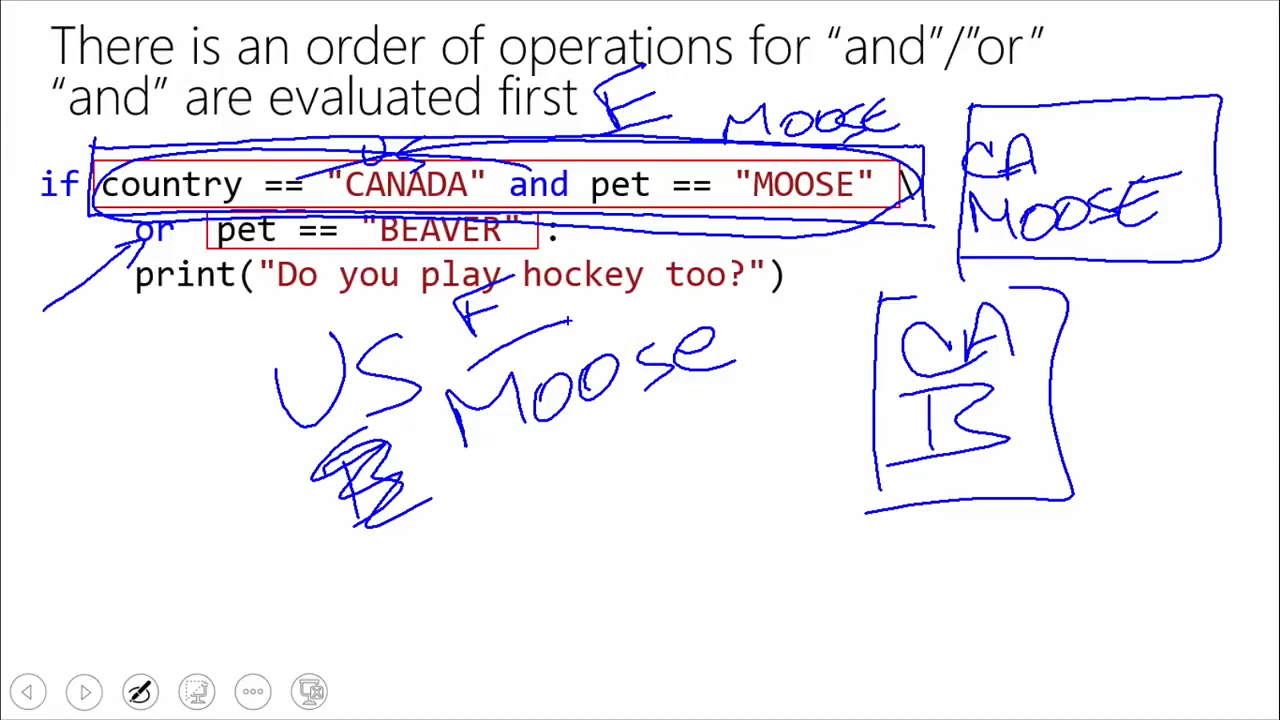 There is an order of operations for “and”/”or”
“and” are evaluated first
F MOOSE
US
if country == "CANADA" and pet == "MOOSE" \
or pet == "BEAVER" :
print("Do you play hockey too?")
CA
MOOSE
F
US Moose
B
CA
B